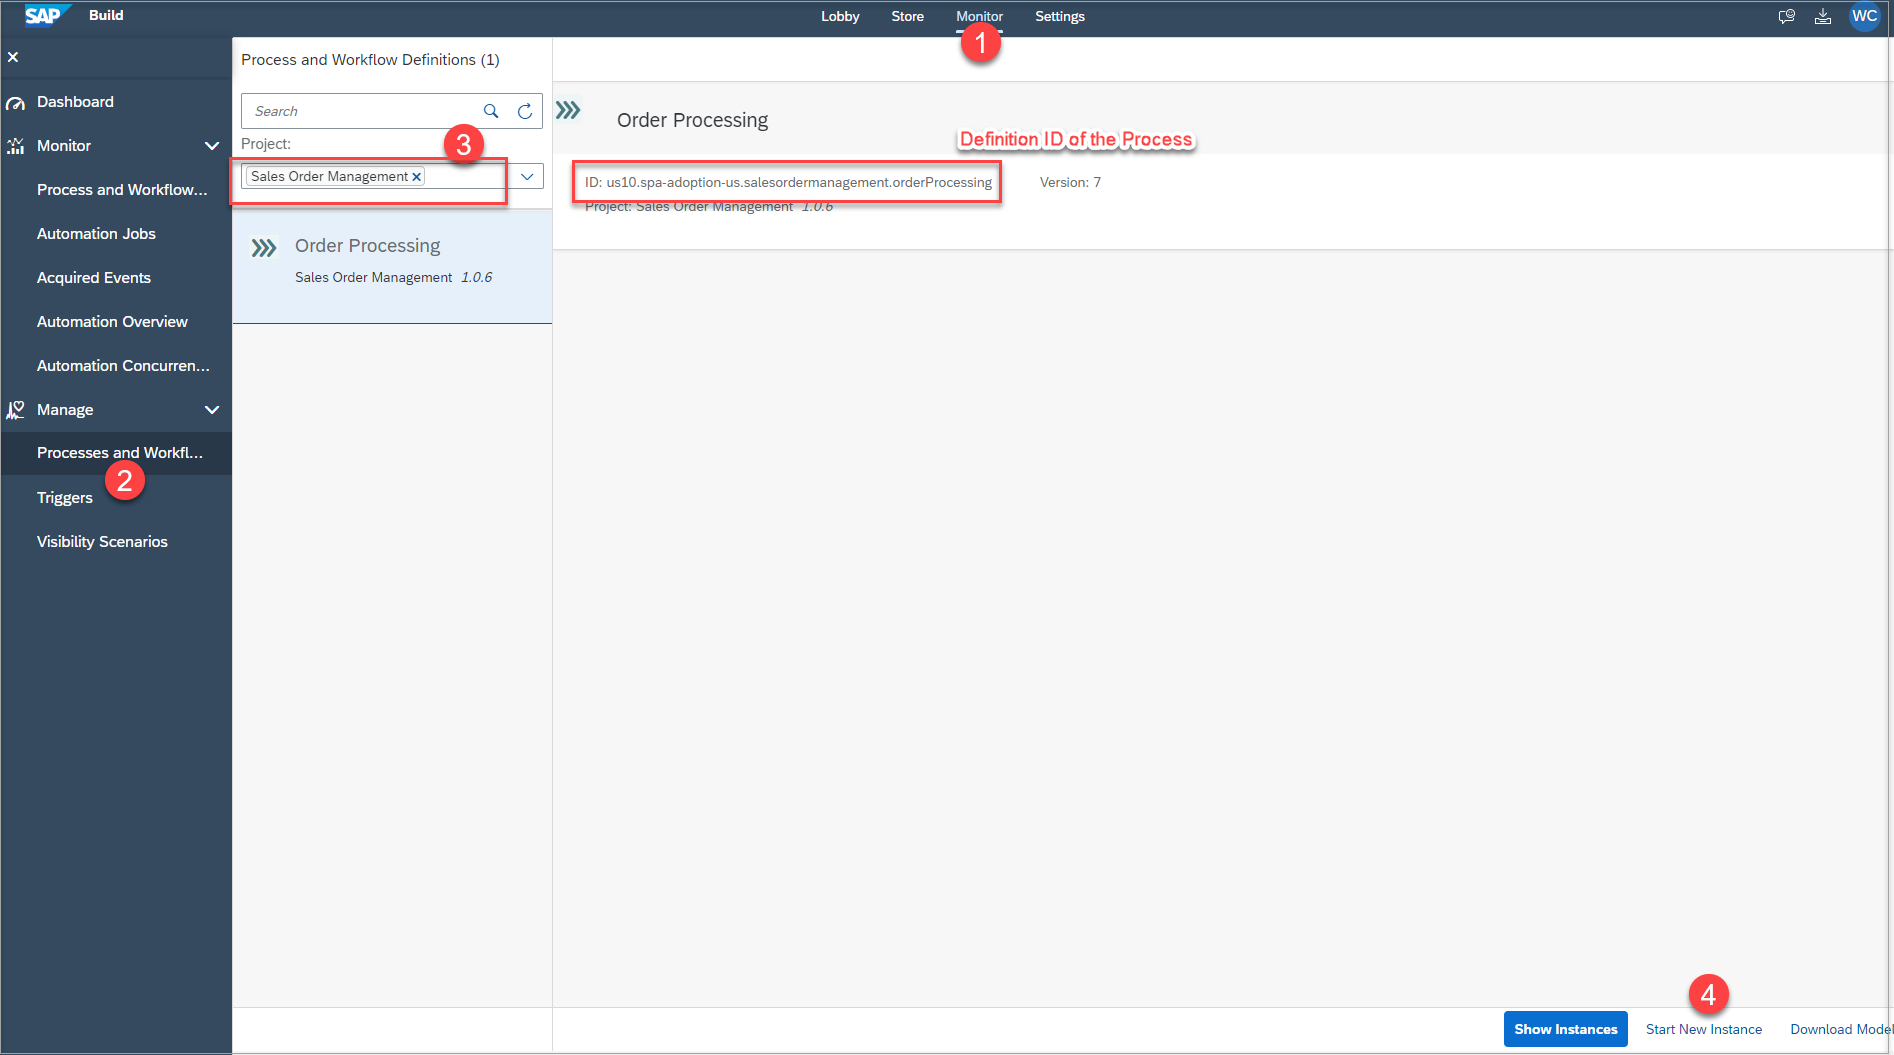 SAP Build
Lobby Store Monitor Settings
WC
1
Dashboard
Monitor
Process and Workflow...
Automation Jobs
Acquired Events
Automation Overview
Automation Concurren...
Manage
Processes and Workfl...
2
Triggers
Visibility Scenarios
Process and Workflow Definitions (1)
Search
Project:
3
Sales Order Management
Order Processing
Sales Order Management 1.0.6
Order Processing
Definition ID of the Process
ID: us10.spa-adoption-us.salesordermanagement.orderProcessing
Version: 7
Project: Sales Order Management 1.0.6
4
Show Instances
Start New Instance
Download Model